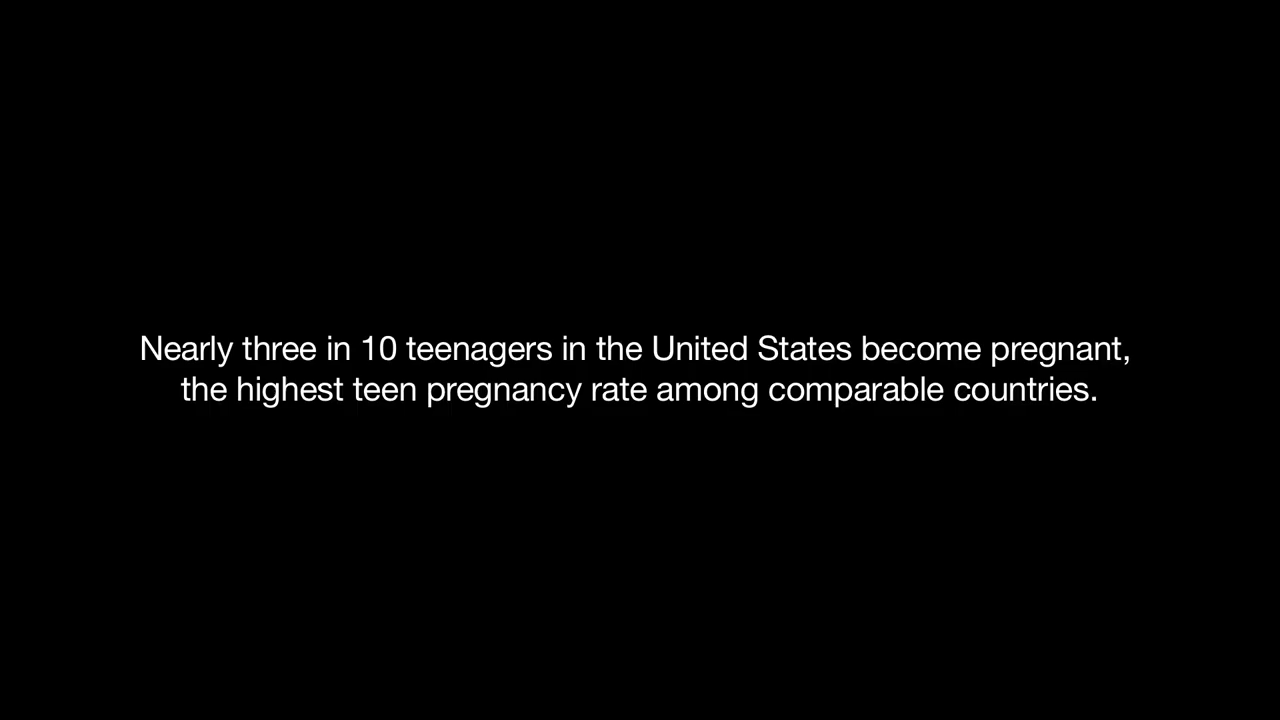 Nearly three in 10 teenagers in the United States become pregnant,
the highest teen pregnancy rate among comparable countries.